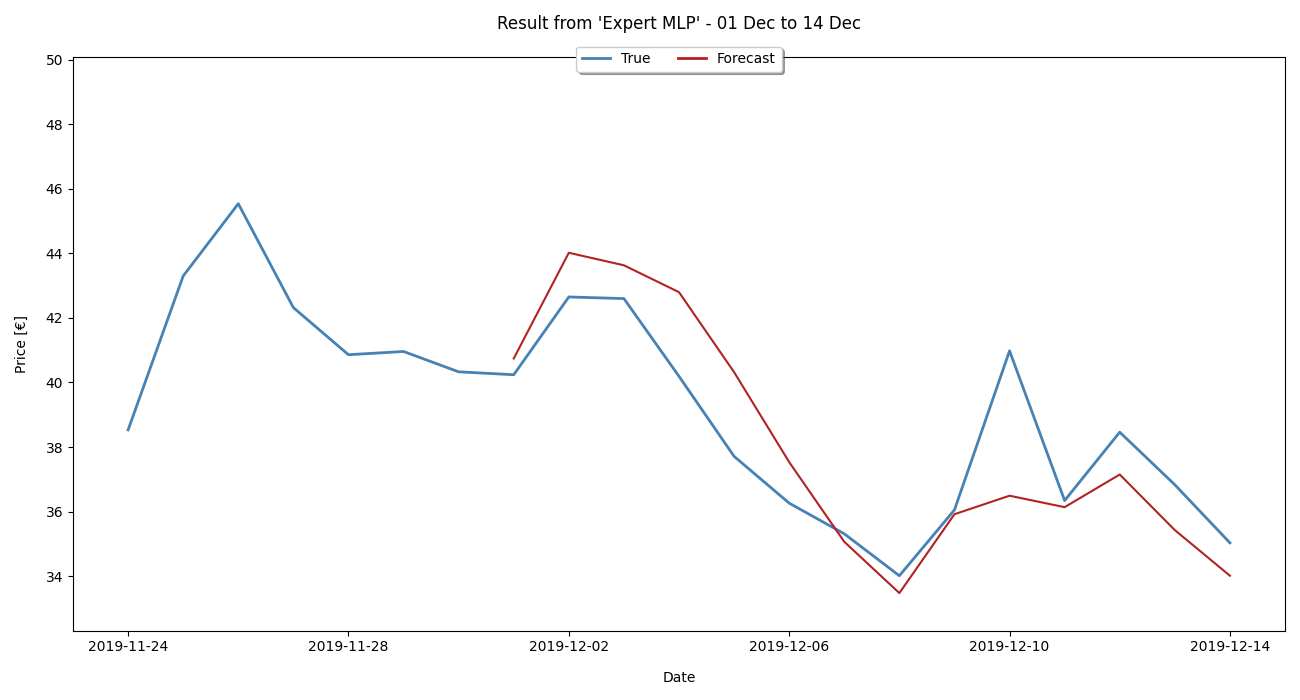 Result from 'Expert MLP' - 01 Dec to 14 Dec
True Forecast
50
48
46
44
42
40
38
36
34
Price [€]
2019-11-24 2019-11-28 2019-12-02 2019-12-06 2019-12-10 2019-12-14
Date